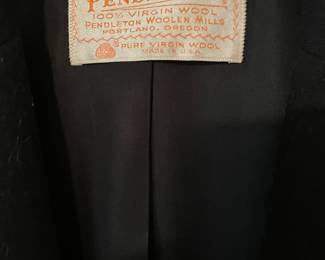 100% VIRGIN WOOL
PENDLETON WOOLEN MILLS
PORTLAND, OREGON
PURE VIRGIN WOOL
MADE IN U.S.A.